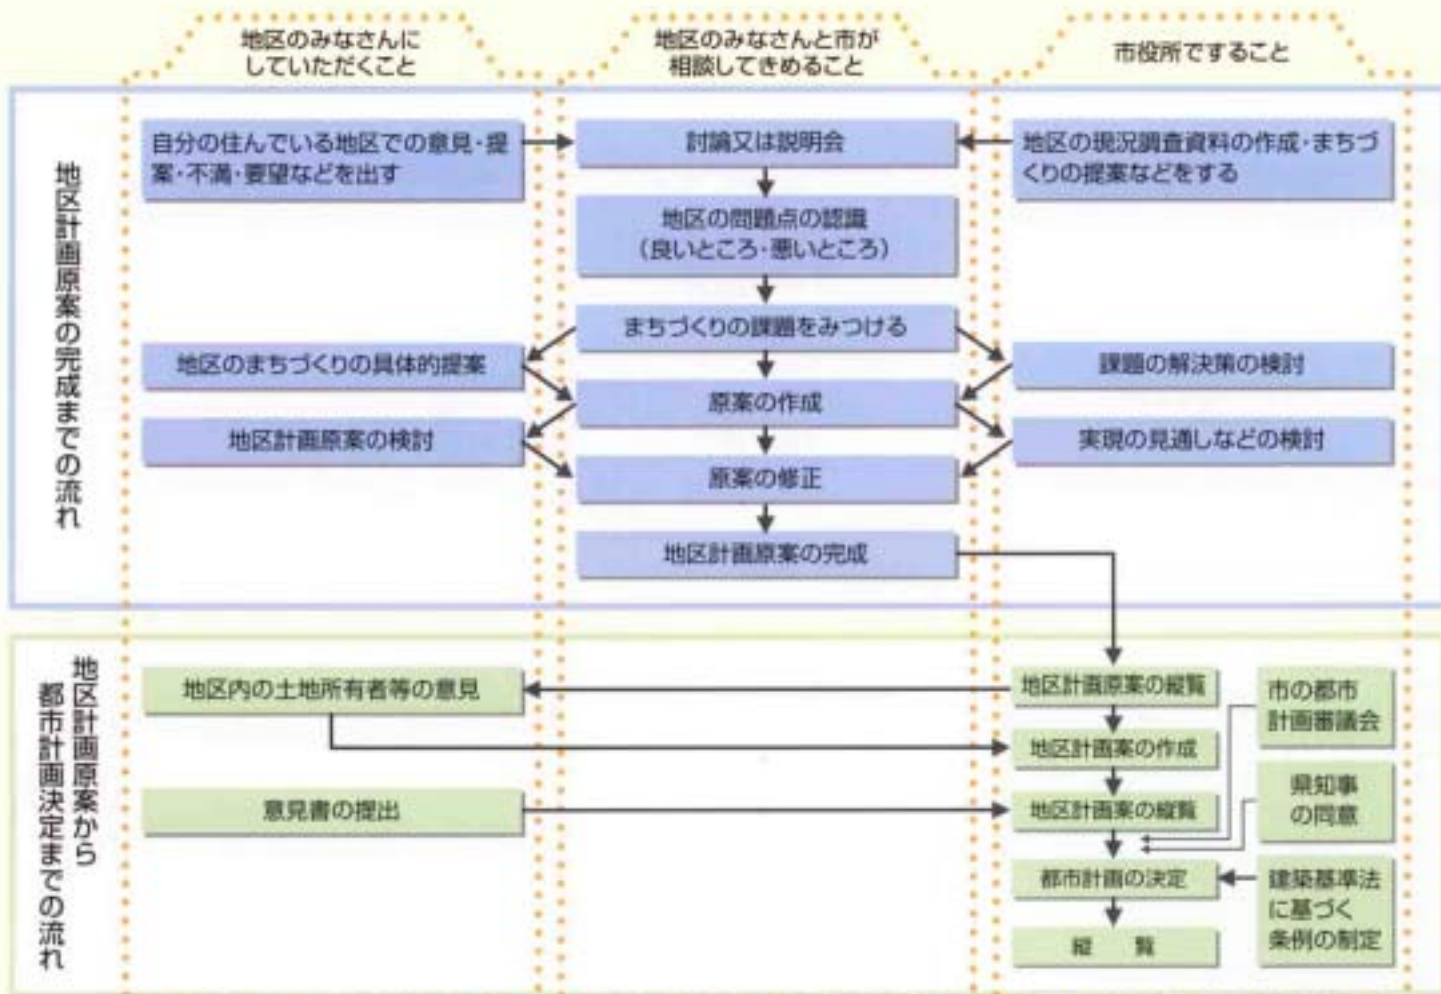 地区のみなさんに
していただくこと
地区のみなさんと市が
相談してきめること
市役所ですること
地区計画原案の完成までの流れ
自分の住んでいる地区での意見・提
案・不満・要望などを出す
討論又は説明会
地区の現況調査資料の作成・まちづ
くりの提案などをする
地区の問題点の認識
（良いところ・悪いところ）
まちづくりの課題をみつける
地区のまちづくりの具体的提案
課題の解決策の検討
原案の作成
地区計画原案の検討
実現の見通しなどの検討
原案の修正
地区計画原案の完成
地区計画原案から
都市計画決定までの流れ
地区内の土地所有者等の意見
地区計画原案の縦覧
市の都市
計画審議会
地区計画案の作成
意見書の提出
地区計画案の縦覧
県知事
の同意
都市計画の決定
建築基準法
に基づく
条例の制定
縦　覧